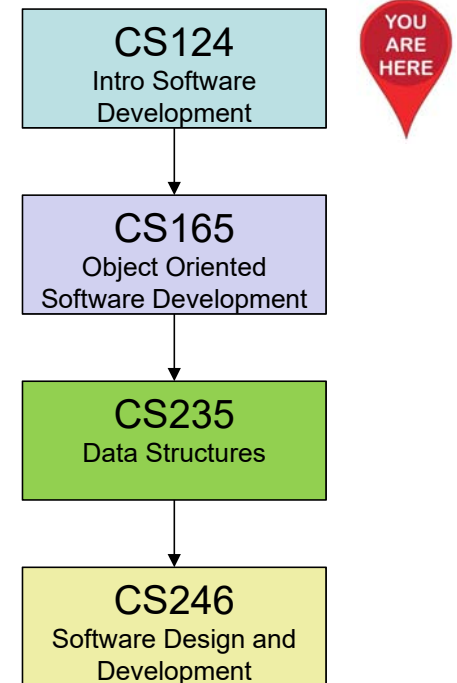 CS124
Intro Software
Development
YOU
ARE
HERE
CS165
Object Oriented
Software Development
CS235
Data Structures
CS246
Software Design and
Development